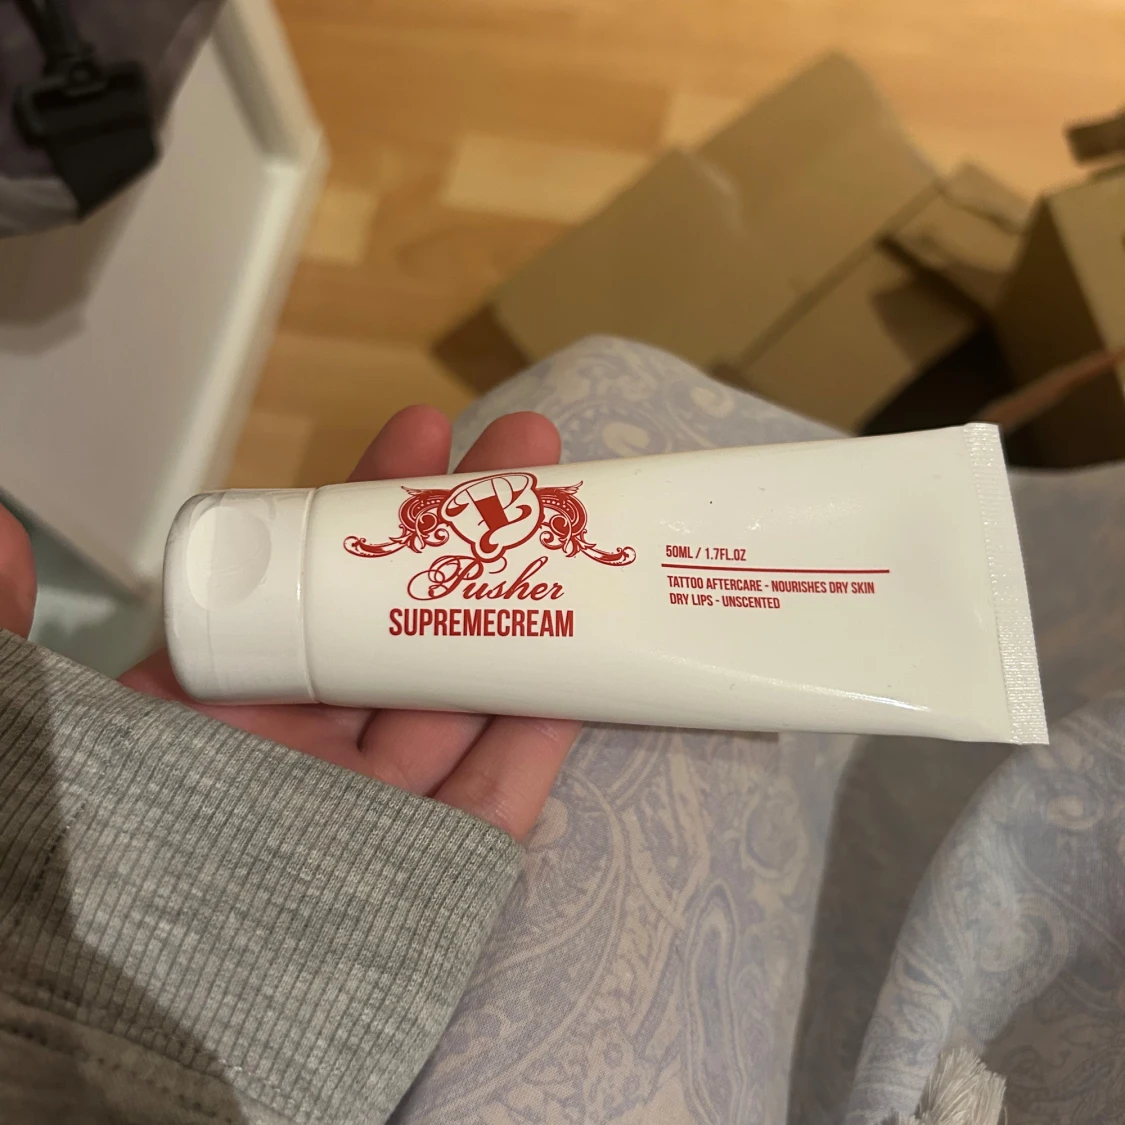 P
Pusher
SUPREMECREAM
50ML / 1.7FL.OZ
TATTOO AFTERCARE - NOURISHES DRY SKIN
DRY LIPS - UNSCENTED